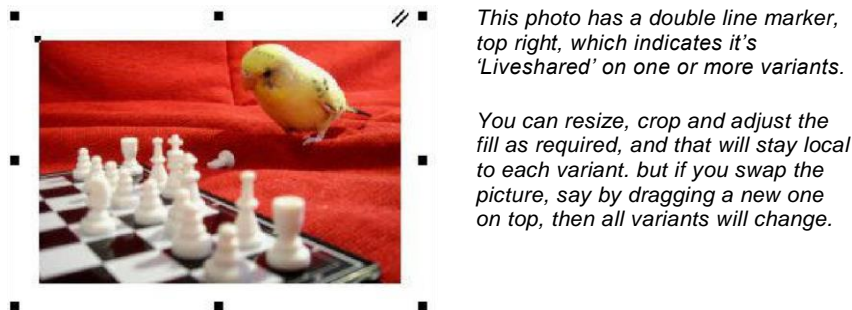 This photo has a double line marker,
top right, which indicates it's
‘Liveshared’ on one or more variants.
You can resize, crop and adjust the
fill as required, and that will stay local
to each variant. but if you swap the
picture, say by dragging a new one
on top, then all variants will change.